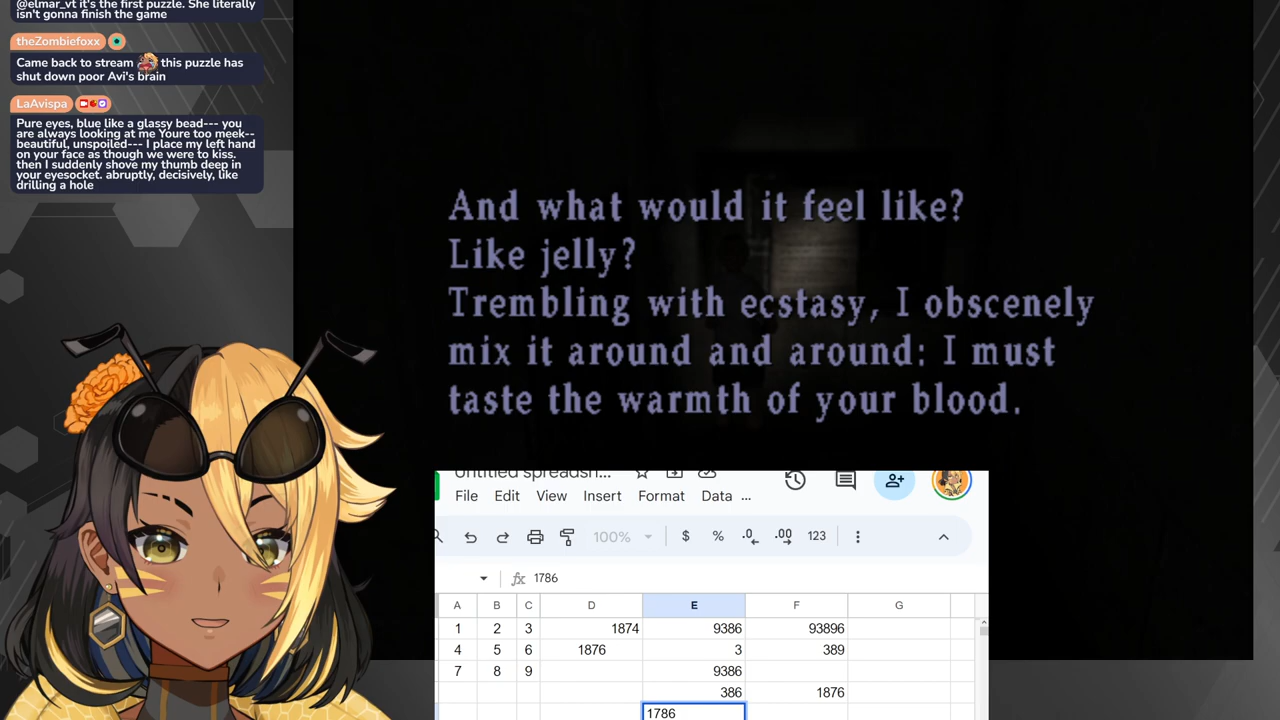 @elmar_vt it's the first puzzle. She literally
isn't gonna finish the game
theZombiefoxx
Came back to stream this puzzle has
shut down poor Avi's brain
LaAvispa
Pure eyes, blue like a glassy bead--- you
are always looking at me Youre too meek--
beautiful, unspoiled--- I place my left hand
on your face as though we were to kiss.
then I suddenly shove my thumb deep in
your eyesocket. abruptly, decisively, like
drilling a hole
And what would it feel like?
Like jelly?
Trembling with ecstasy, I obscenely
mix it around and around: I must
taste the warmth of your blood.
Untitled spreadsh...
File Edit View Insert Format Data ...
100% $ % .0 .00 123
fx 1786
A B C D E F G
1 2 3 1874 9386 93896
4 5 6 1876 3 389
7 8 9 9386
386 1876
1786